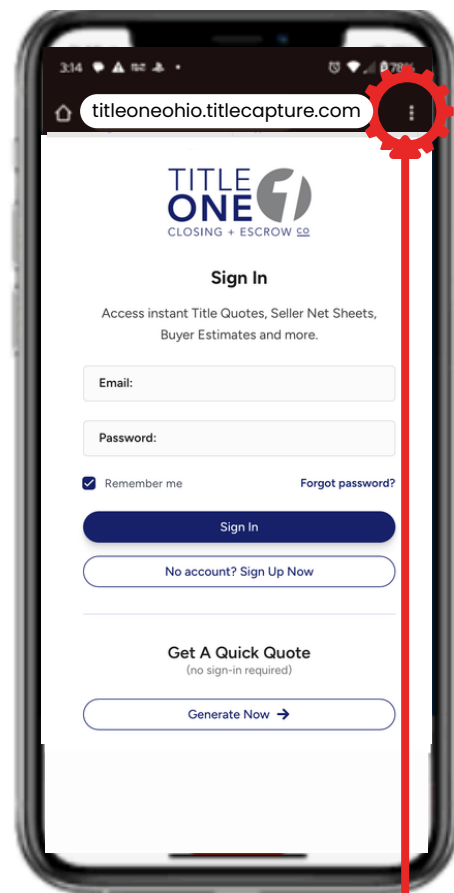 3:14
78%
titleoneohio.titlecapture.com
TITLE
ONE 1
CLOSING + ESCROW CO
Sign In
Access instant Title Quotes, Seller Net Sheets,
Buyer Estimates and more.
Email:
Password:
Remember me
Forgot password?
Sign In
No account? Sign Up Now
Get A Quick Quote
(no sign-in required)
Generate Now →